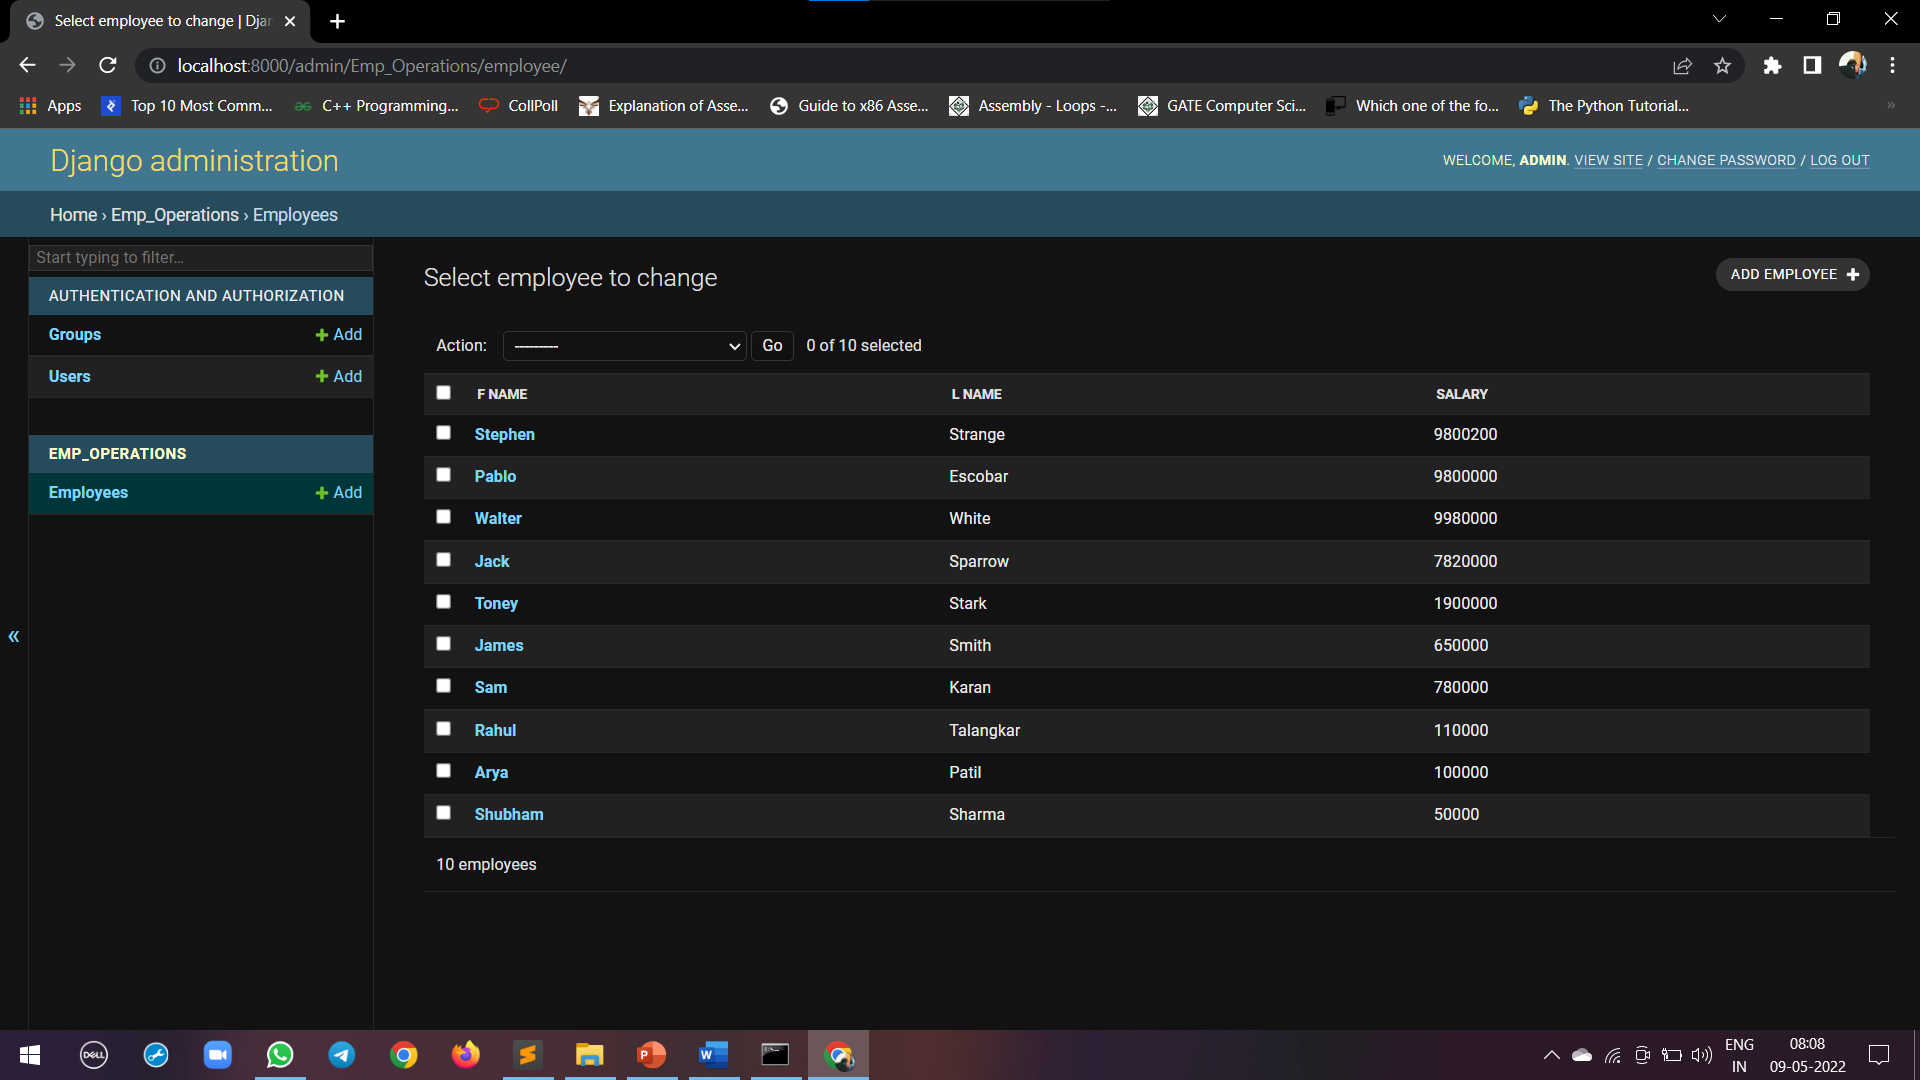 Select employee to change | Djan
localhost:8000/admin/Emp_Operations/employee/
Apps Top 10 Most Comm... C++ Programming... CollPoll Explanation of Asse... Guide to x86 Asse... Assembly - Loops -... GATE Computer Sci... Which one of the fo... The Python Tutorial... »
Django administration
WELCOME, ADMIN. VIEW SITE / CHANGE PASSWORD / LOG OUT
Home › Emp_Operations › Employees
Start typing to filter...
AUTHENTICATION AND AUTHORIZATION
Groups + Add
Users + Add
EMP_OPERATIONS
Employees + Add
«
Select employee to change
ADD EMPLOYEE +
Action: --------- Go 0 of 10 selected
F NAME L NAME SALARY
Stephen Strange 9800200
Pablo Escobar 9800000
Walter White 9980000
Jack Sparrow 7820000
Toney Stark 1900000
James Smith 650000
Sam Karan 780000
Rahul Talangkar 110000
Arya Patil 100000
Shubham Sharma 50000
10 employees
DELL
P
W
ENG
IN
08:08
09-05-2022